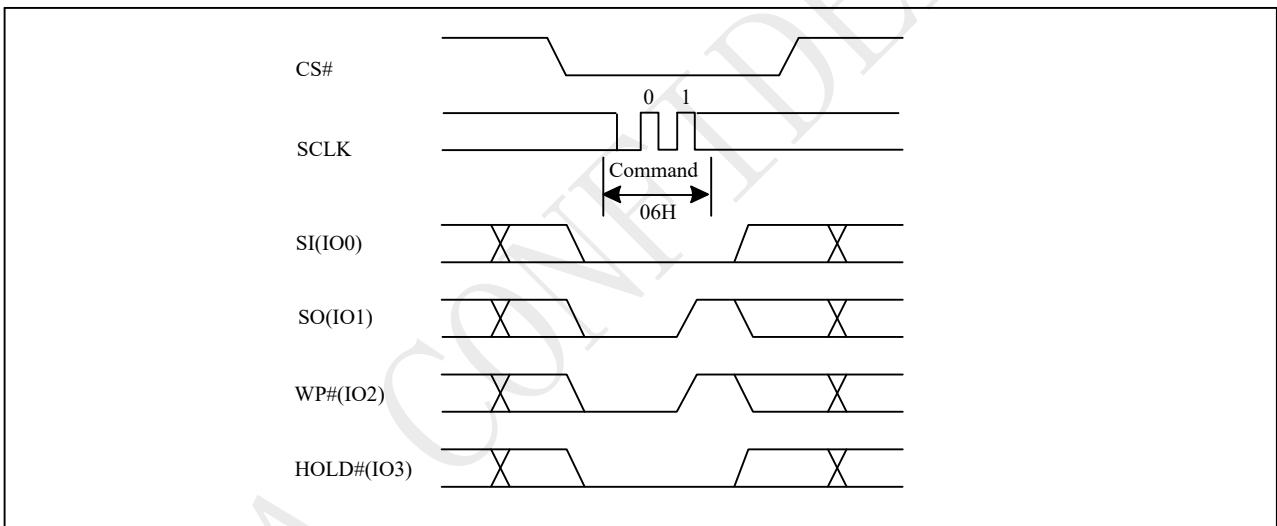 CS#
0 1
SCLK
Command
06H
SI(IO0)
SO(IO1)
WP#(IO2)
HOLD#(IO3)